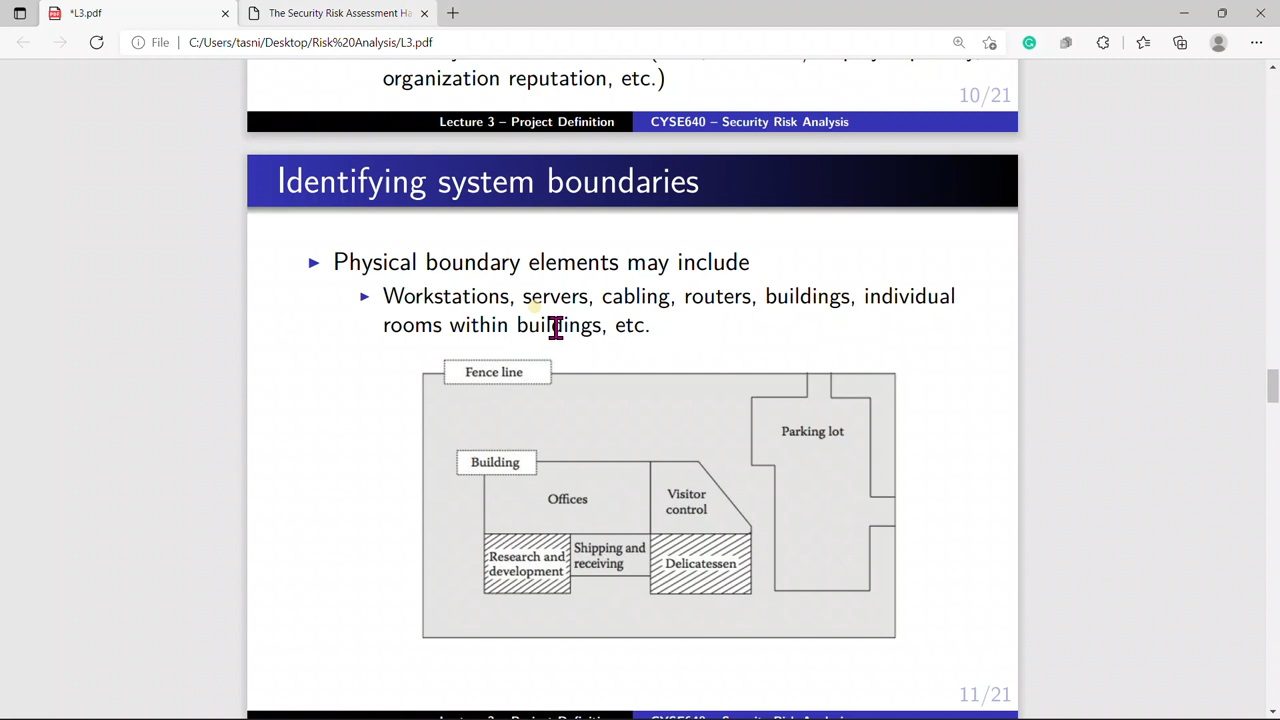 *L3.pdf
The Security Risk Assessment Ha
File
C:/Users/tasni/Desktop/Risk%20Analysis/L3.pdf
organization reputation, etc.)
10/21
Lecture 3 – Project Definition
CYSE640 – Security Risk Analysis
Identifying system boundaries
Physical boundary elements may include
Workstations, servers, cabling, routers, buildings, individual
rooms within buildings, etc.
Fence line
Parking lot
Building
Offices
Visitor
control
Research and
development
Shipping and
receiving
Delicatessen
11/21